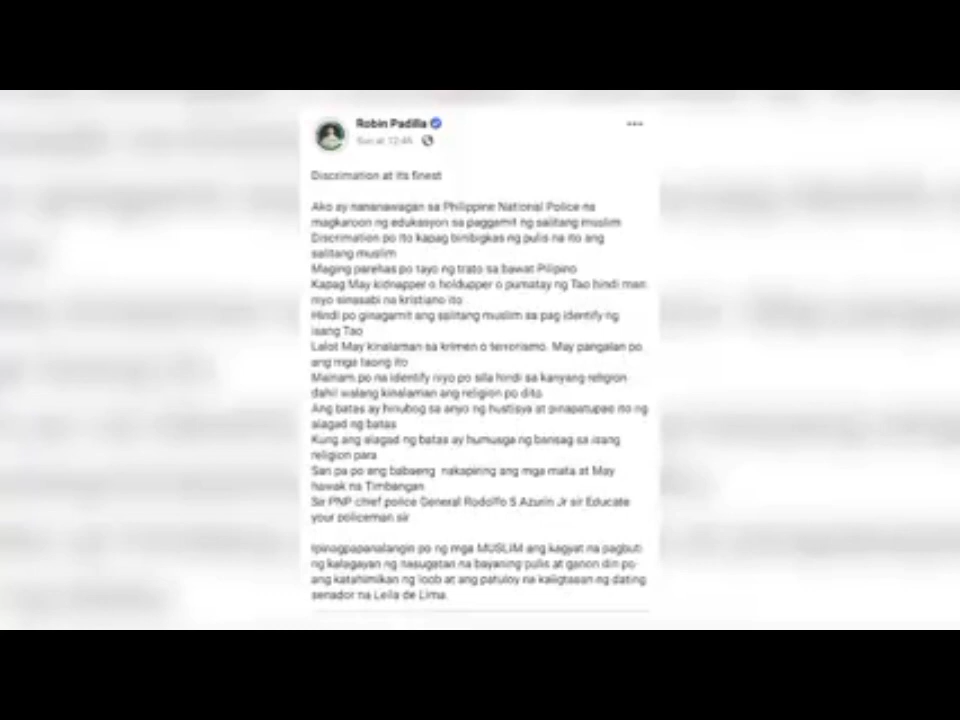 Robin Padilla
Sun at 12:46
Discrimation at its finest
Ako ay nananawagan sa Philippine National Police na
magkaroon ng edukasyon sa paggamit ng salitang muslim
Discrimation po ito kapag binibigkas ng pulis na ito ang
salitang muslim
Maging parehas po tayo ng trato sa bawat Pilipino
Kapag May kidnapper o holdupper o pumatay ng Tao hindi man
niyo sinasabi na kristiano ito
Hindi po ginagamit ang salitang muslim sa pag identify ng
isang Tao
Lalot May kinalaman sa krimen o terrorismo. May pangalan po
ang mga taong ito
Mainam po na identify niyo po sila hindi sa kanyang religion
dahil walang kinalaman ang religion po dito
Ang batas ay hinubog sa anyo ng hustisya at pinapatupad ito ng
alagad ng batas
Kung ang alagad ng batas ay humusga ng bansag sa isang
religion para
San pa po ang babaeng nakapiring ang mga mata at May
hawak na Timbangan
Sir PNP chief police General Rodolfo S Azurin Jr sir Educate
your policeman sir
Ipinagpapanalangin po ng mga MUSLIM ang kagyat na pagbuti
ng kalagayan ng nasugatan na bayaning pulis at ganon din po
ang katahimikan ng loob at ang patuloy na kaligtasan ng dating
senador na Leila de Lima.